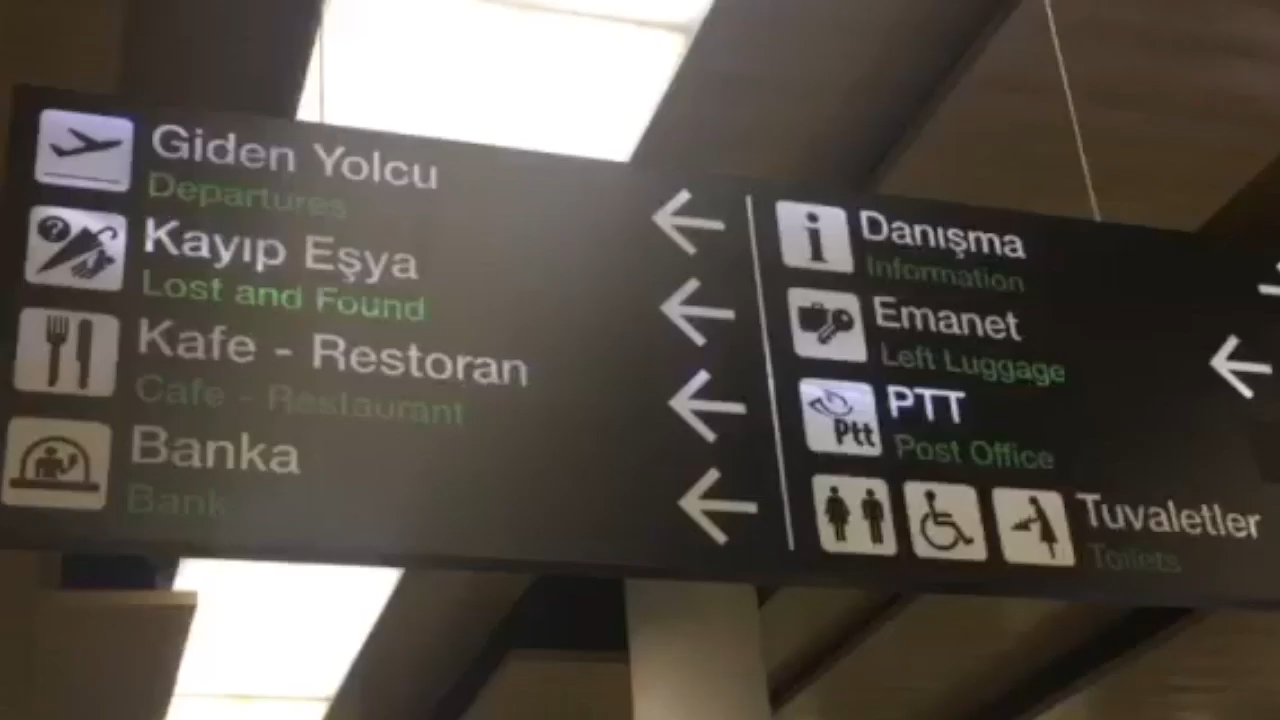 Giden Yolcu
Departures
Kayıp Eşya
Lost and Found
Kafe - Restoran
Cafe - Restaurant
Banka
Bank
Danışma
Information
Emanet
Left Luggage
Ptt
PTT
Post Office
Tuvaletler
Toilets